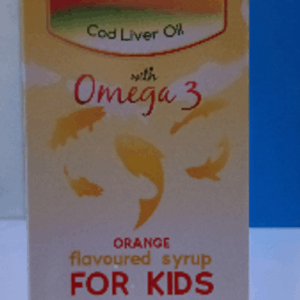 Cod Liver Oil
with
Omega 3
ORANGE
flavoured syrup
FOR KIDS